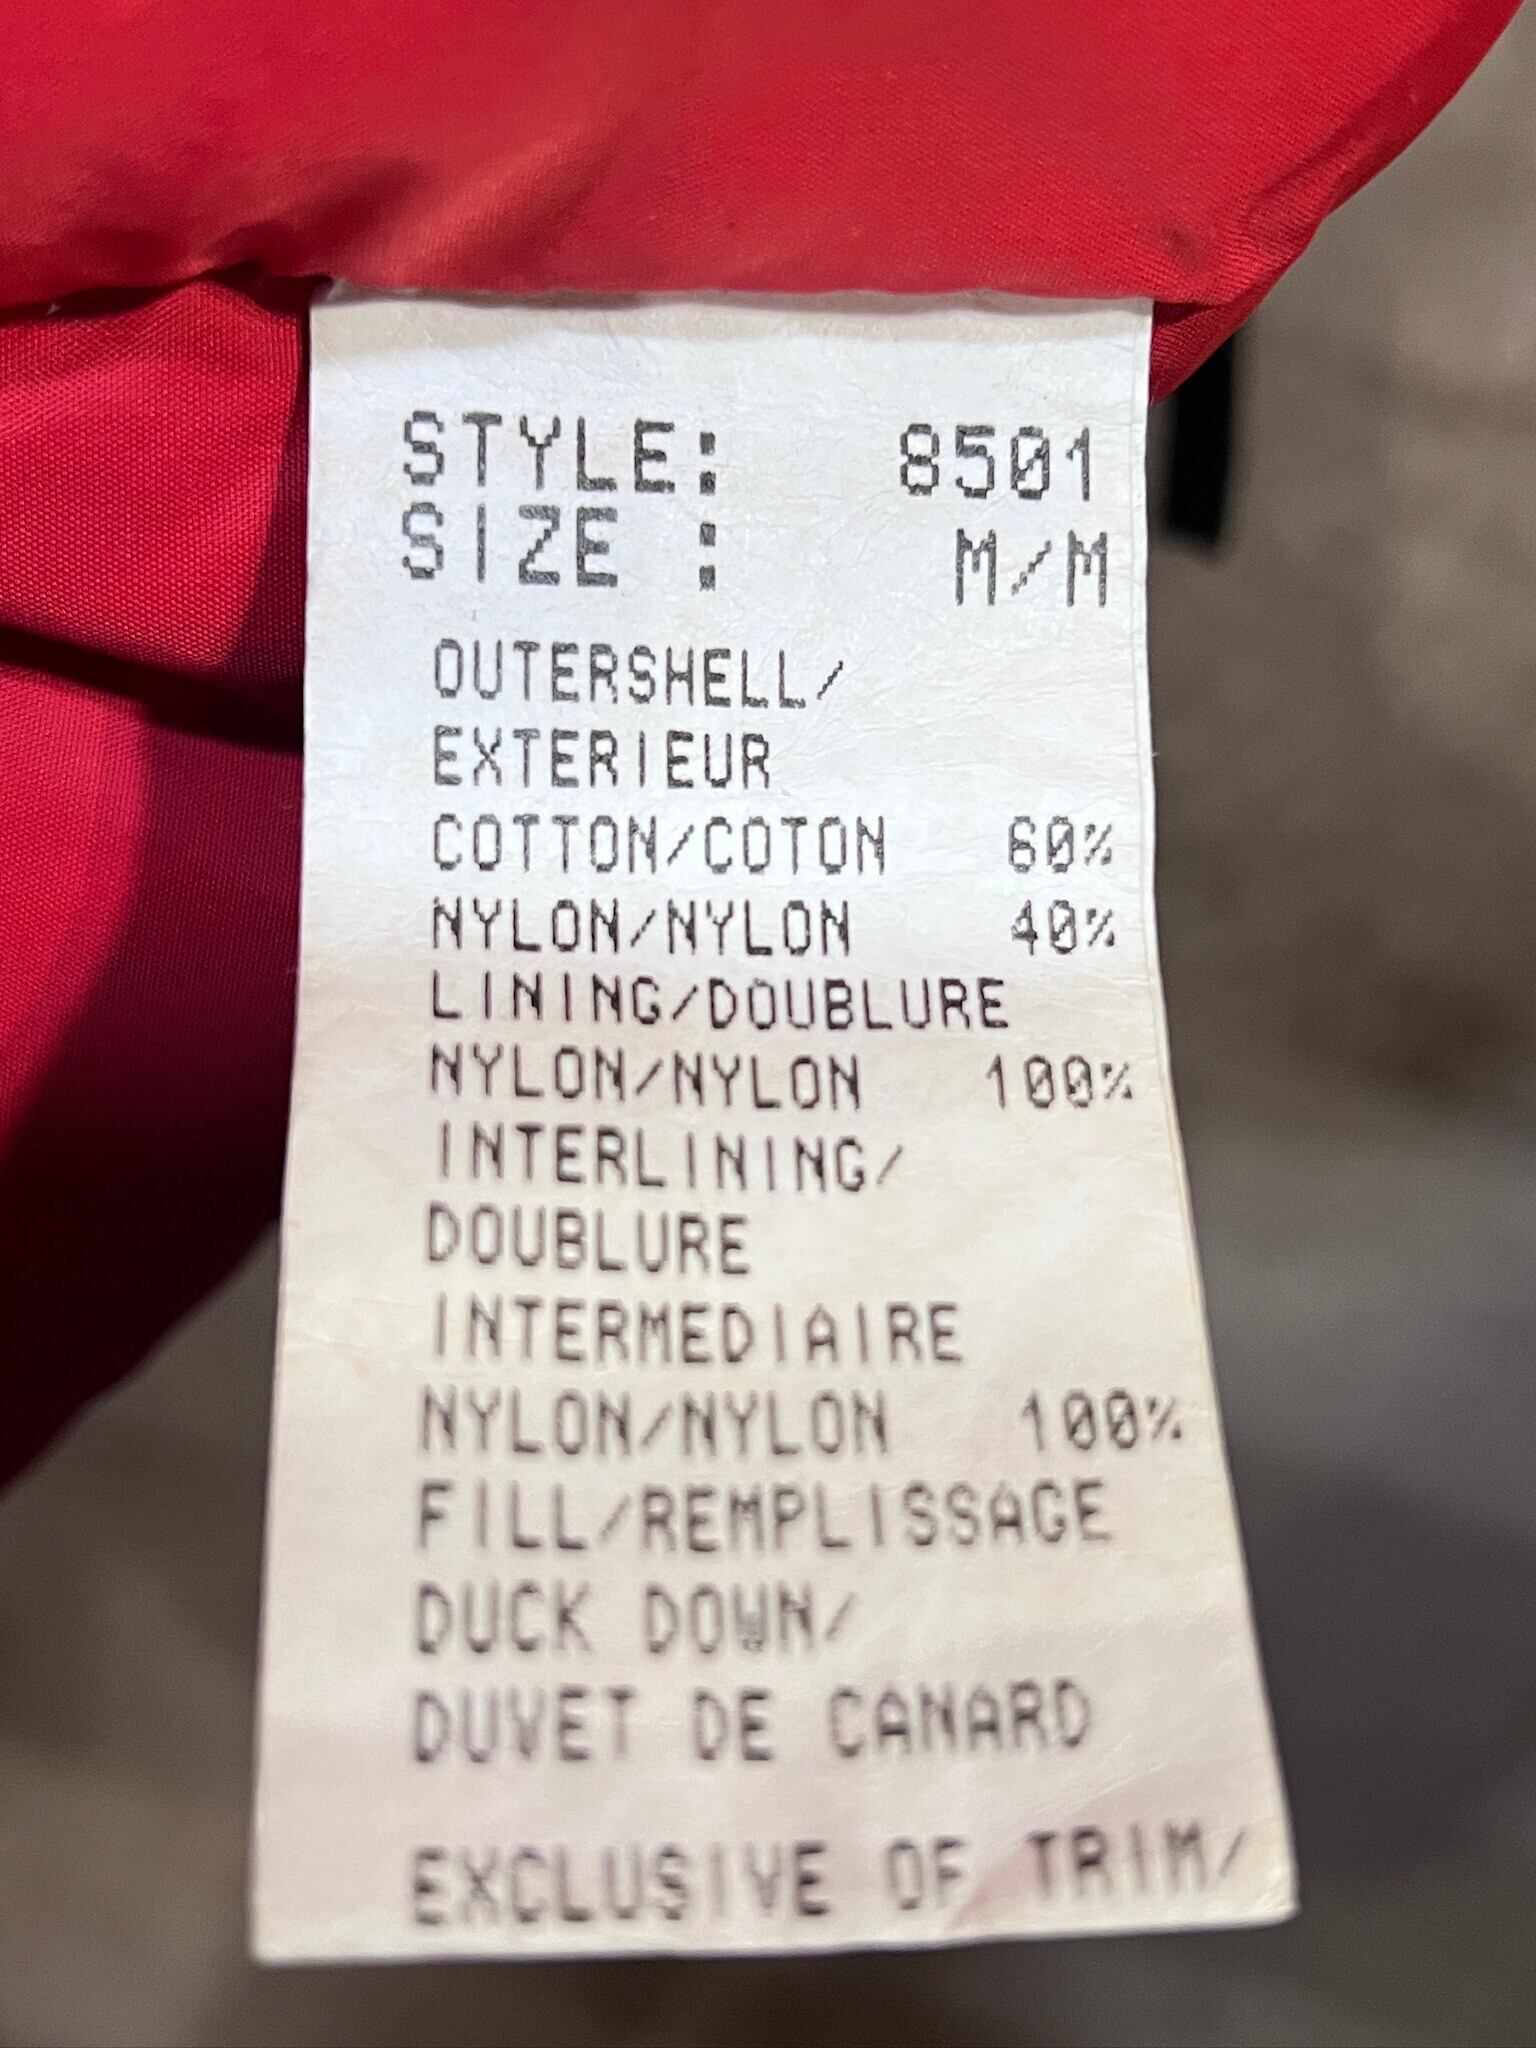 STYLE: 8501
SIZE : M/M
OUTERSHELL/
EXTERIEUR
COTTON/COTON 60%
NYLON/NYLON 40%
LINING/DOUBLURE
NYLON/NYLON 100%
INTERLINING/
DOUBLURE
INTERMEDIAIRE
NYLON/NYLON 100%
FILL/REMPLISSAGE
DUCK DOWN/
DUVET DE CANARD
EXCLUSIVE OF TRIM/